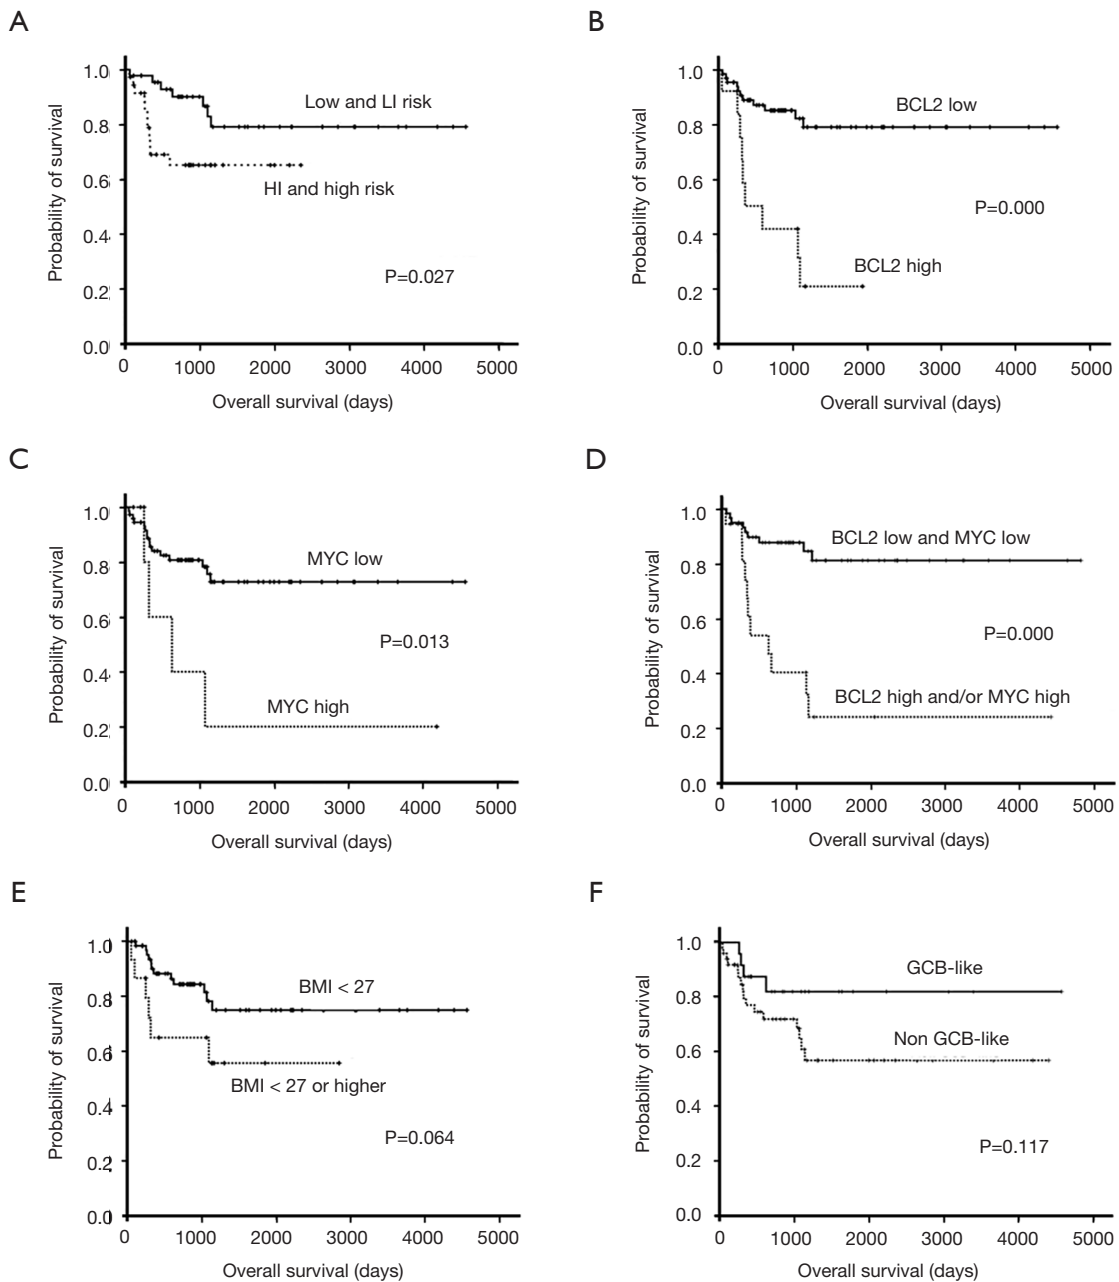 A
Probability of survival
1.0
0.8
0.6
0.4
0.2
0.0
Low and LI risk
HI and high risk
P=0.027
0 1000 2000 3000 4000 5000
Overall survival (days)
B
Probability of survival
1.0
0.8
0.6
0.4
0.2
0.0
BCL2 low
P=0.000
BCL2 high
0 1000 2000 3000 4000 5000
Overall survival (days)
C
Probability of survival
1.0
0.8
0.6
0.4
0.2
0.0
MYC low
P=0.013
MYC high
0 1000 2000 3000 4000 5000
Overall survival (days)
D
Probability of survival
1.0
0.8
0.6
0.4
0.2
0.0
BCL2 low and MYC low
P=0.000
BCL2 high and/or MYC high
0 1000 2000 3000 4000 5000
Overall survival (days)
E
Probability of survival
1.0
0.8
0.6
0.4
0.2
0.0
BMI < 27
BMI < 27 or higher
P=0.064
0 1000 2000 3000 4000 5000
Overall survival (days)
F
Probability of survival
1.0
0.8
0.6
0.4
0.2
0.0
GCB-like
Non GCB-like
P=0.117
0 1000 2000 3000 4000 5000
Overall survival (days)